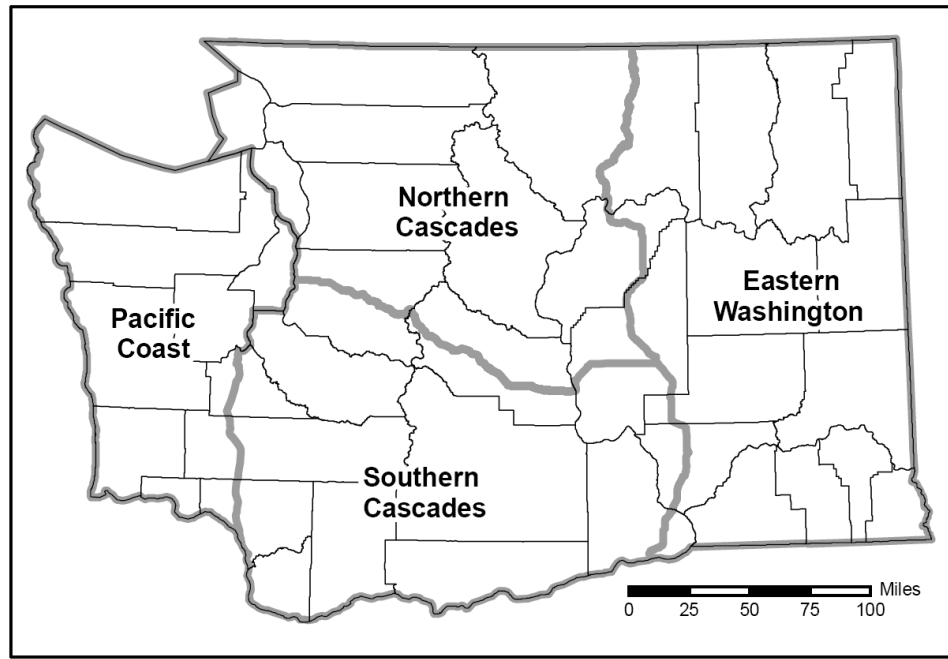 Northern
Cascades
Eastern
Washington
Pacific
Coast
Southern
Cascades
Miles
0 25 50 75 100